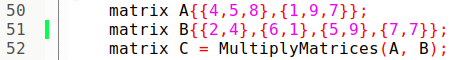 50 matrix A{{4,5,8},{1,9,7}};
51 matrix B{{2,4},{6,1},{5,9},{7,7}};
52 matrix C = MultiplyMatrices(A, B);